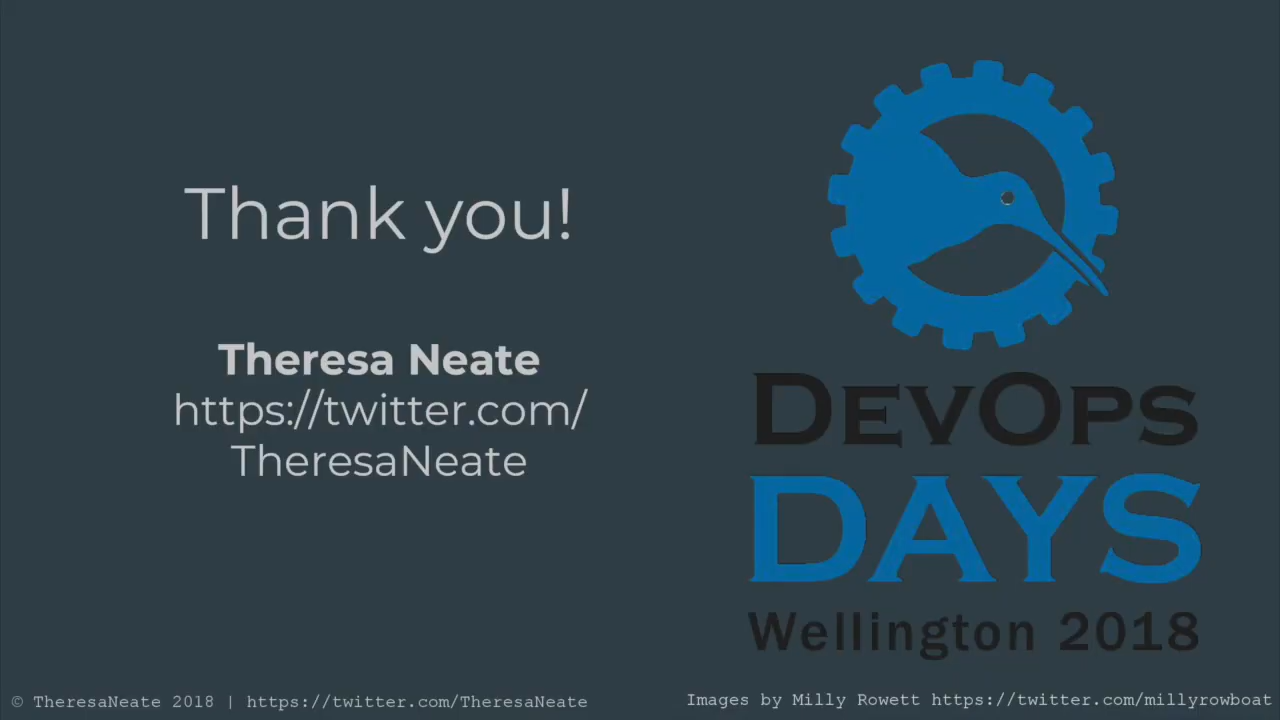 Thank you!
Theresa Neate
https://twitter.com/
TheresaNeate
DEVOPS
DAYS
Wellington 2018
© TheresaNeate 2018 | https://twitter.com/TheresaNeate
Images by Milly Rowett https://twitter.com/millyrowboat